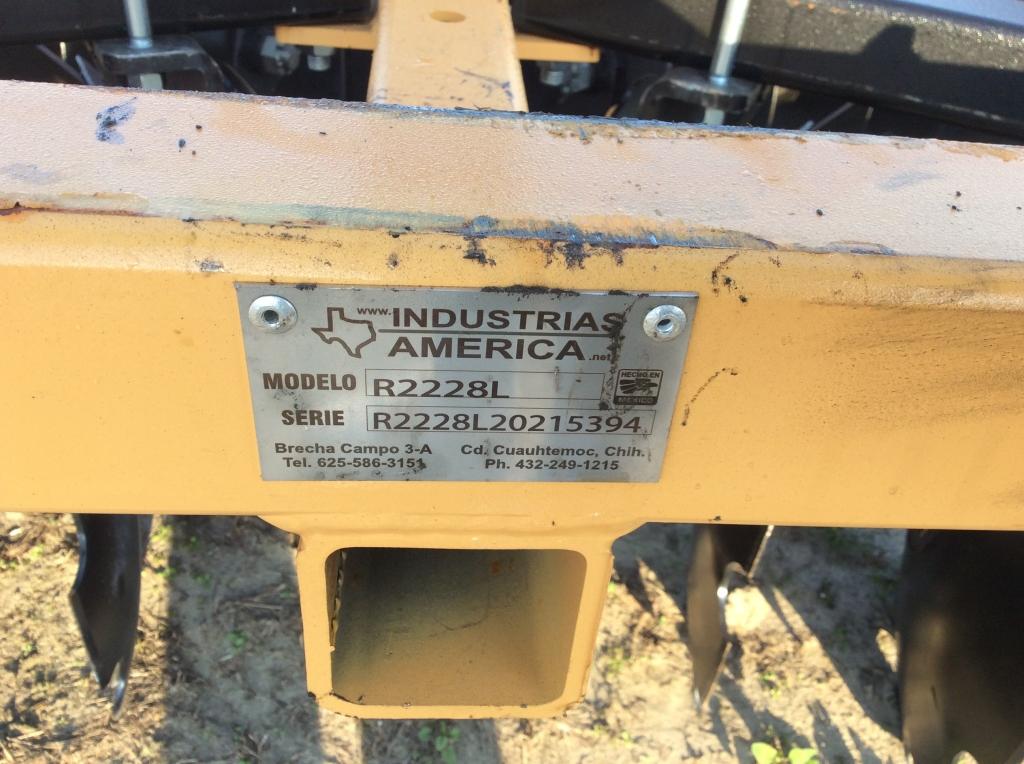 www.INDUSTRIAS
AMERICA.net
MODELO R2228L
HECHO EN
MEXICO
SERIE R2228L20215394
Brecha Campo 3-A Cd. Cuauhtemoc, Chih.
Tel. 625-586-3151 Ph. 432-249-1215